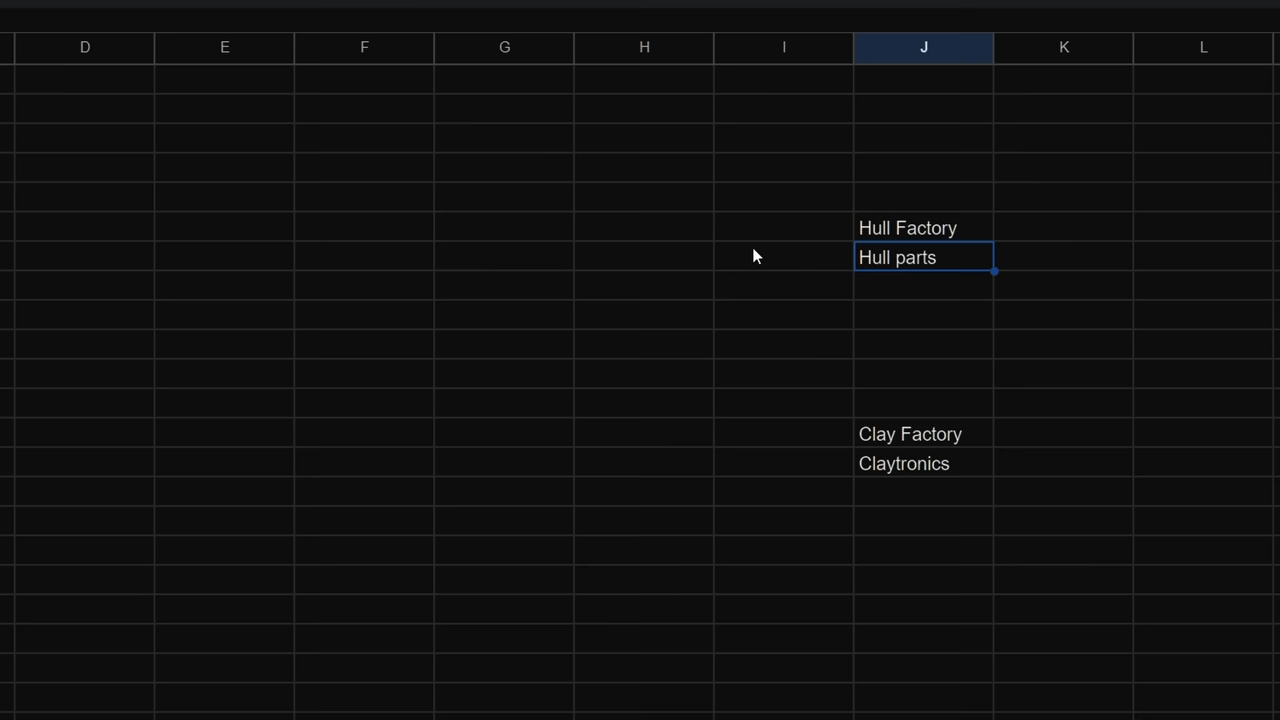 D E F G H I J K L
Hull Factory
Hull parts
Clay Factory
Claytronics